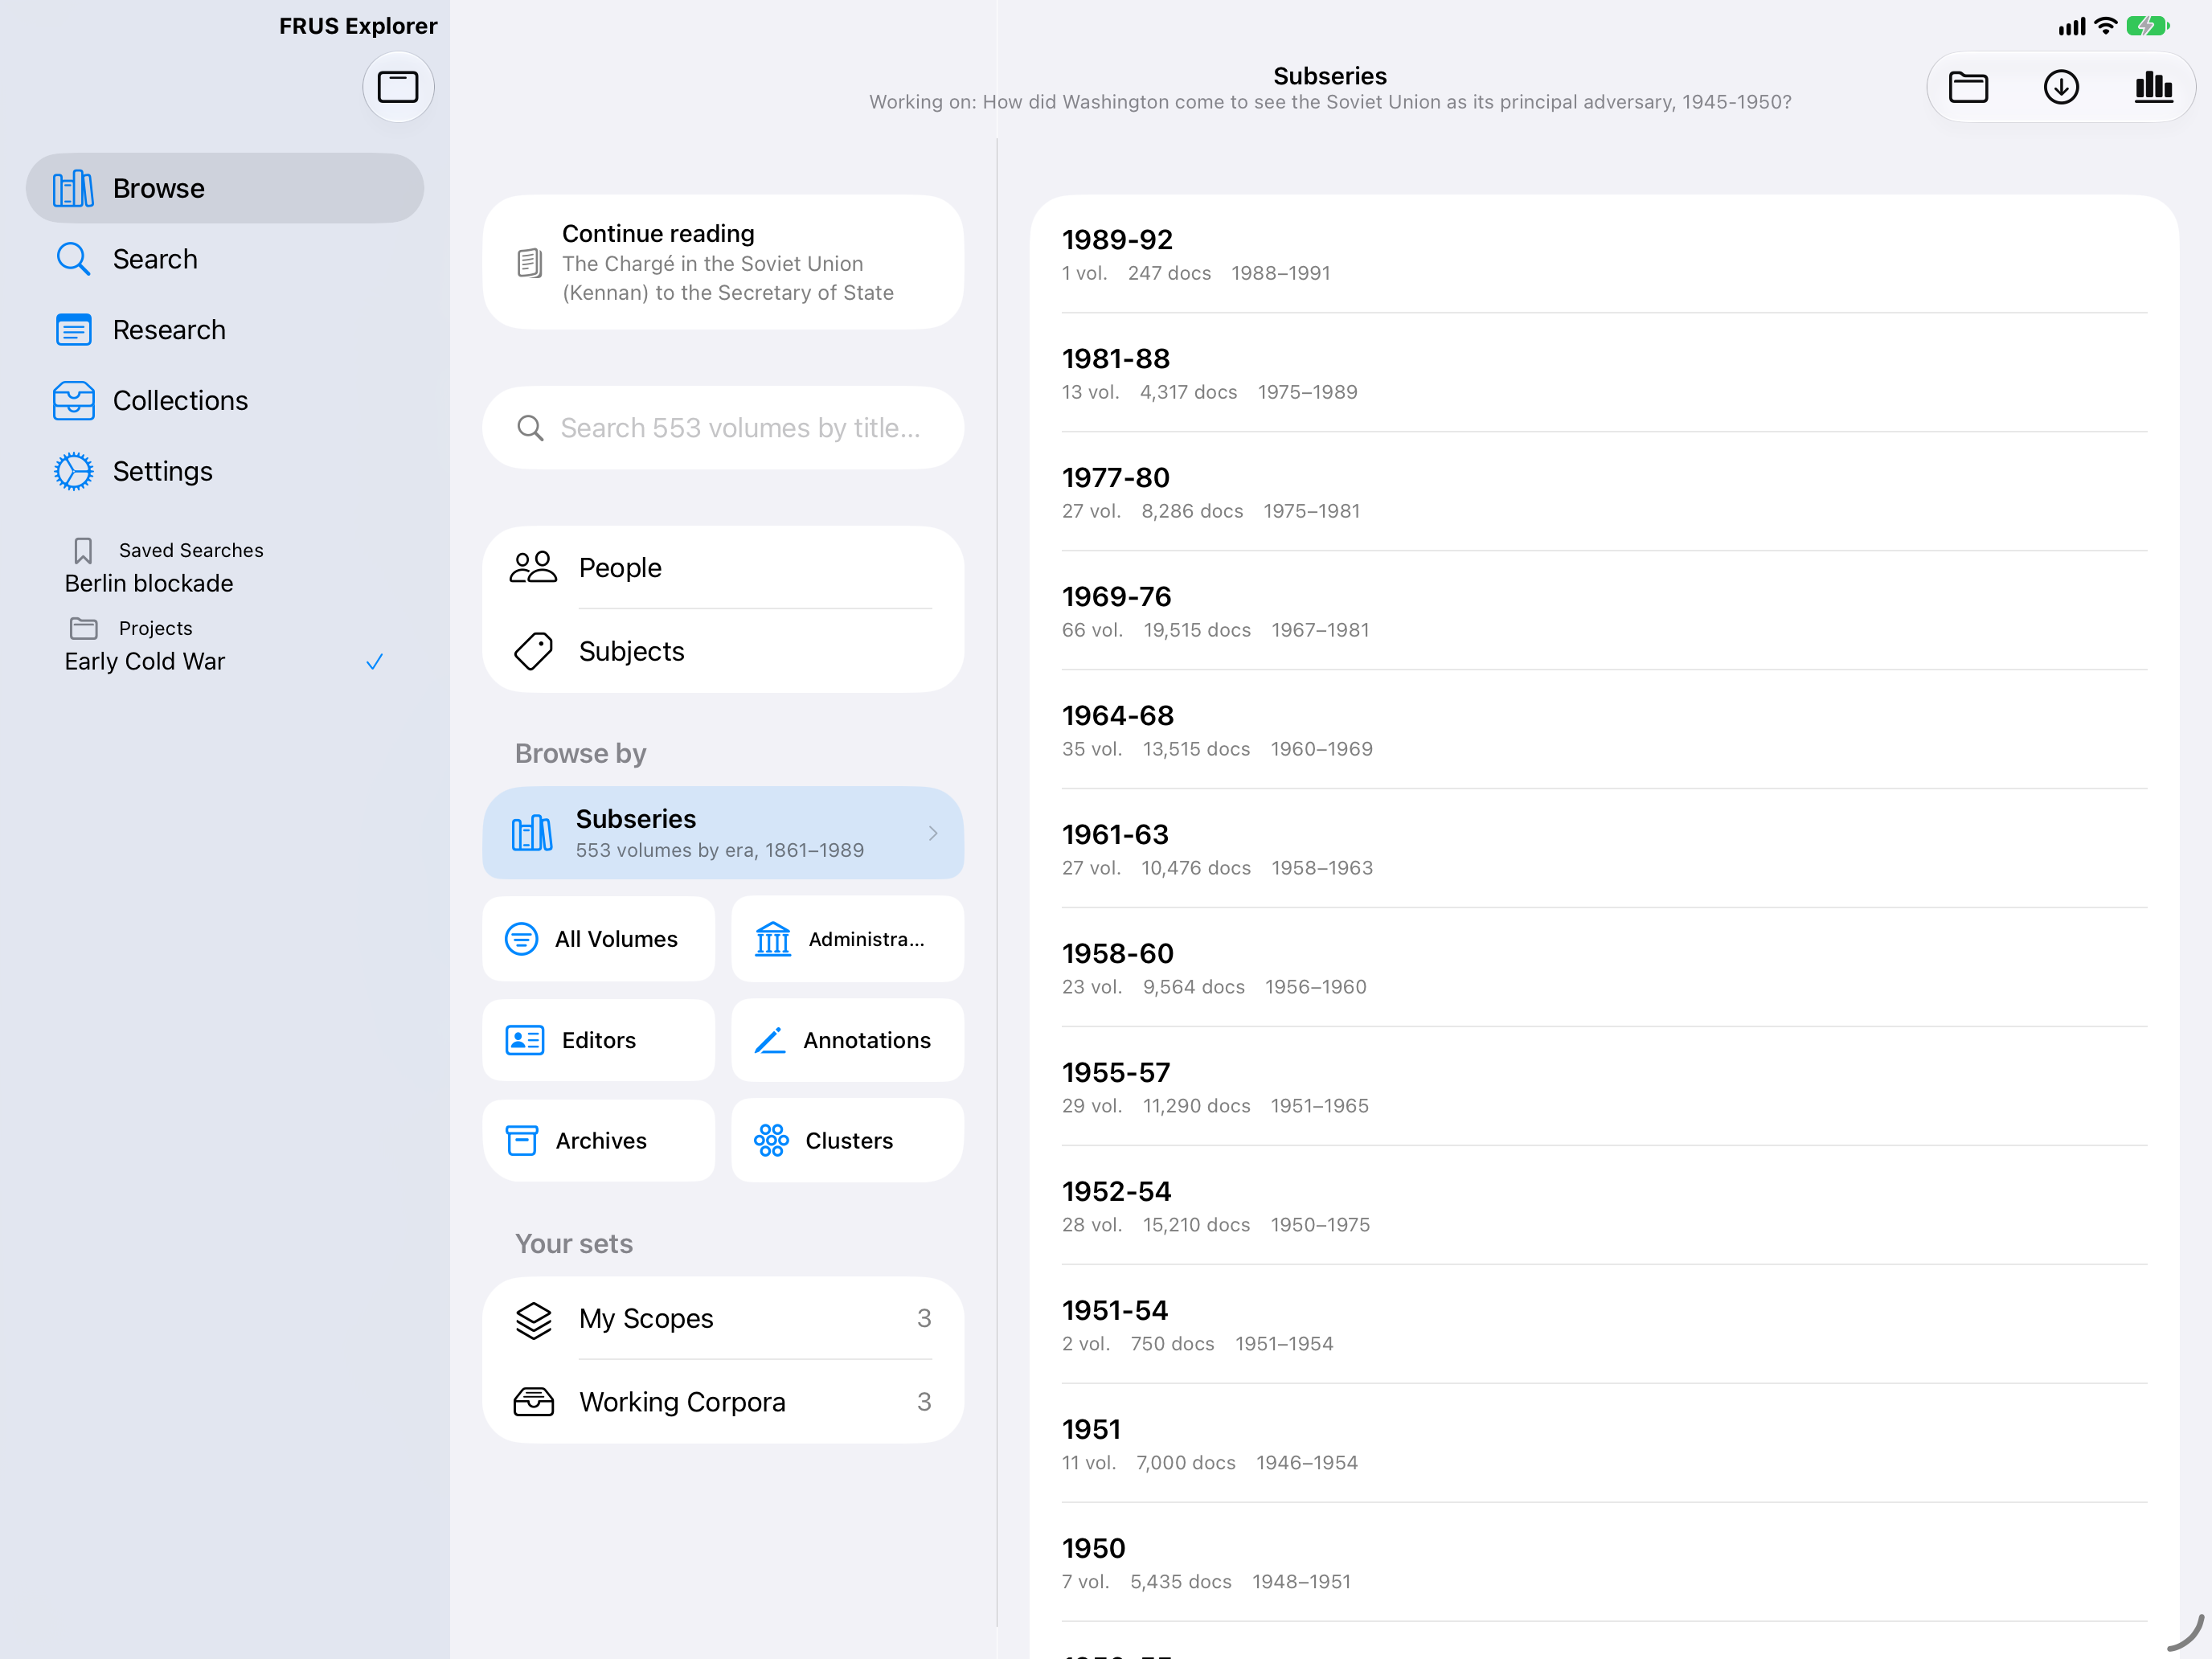 FRUS Explorer
Browse
Search
Research
Collections
Settings
Saved Searches
Berlin blockade
Projects
Early Cold War
Subseries
Working on: How did Washington come to see the Soviet Union as its principal adversary, 1945-1950?
Continue reading
The Chargé in the Soviet Union
(Kennan) to the Secretary of State
Search 553 volumes by title...
People
Subjects
Browse by
Subseries
553 volumes by era, 1861–1989
All Volumes
Administra...
Editors
Annotations
Archives
Clusters
Your sets
My Scopes 3
Working Corpora 3
1989-92
1 vol. 247 docs 1988–1991
1981-88
13 vol. 4,317 docs 1975–1989
1977-80
27 vol. 8,286 docs 1975–1981
1969-76
66 vol. 19,515 docs 1967–1981
1964-68
35 vol. 13,515 docs 1960–1969
1961-63
27 vol. 10,476 docs 1958–1963
1958-60
23 vol. 9,564 docs 1956–1960
1955-57
29 vol. 11,290 docs 1951–1965
1952-54
28 vol. 15,210 docs 1950–1975
1951-54
2 vol. 750 docs 1951–1954
1951
11 vol. 7,000 docs 1946–1954
1950
7 vol. 5,435 docs 1948–1951